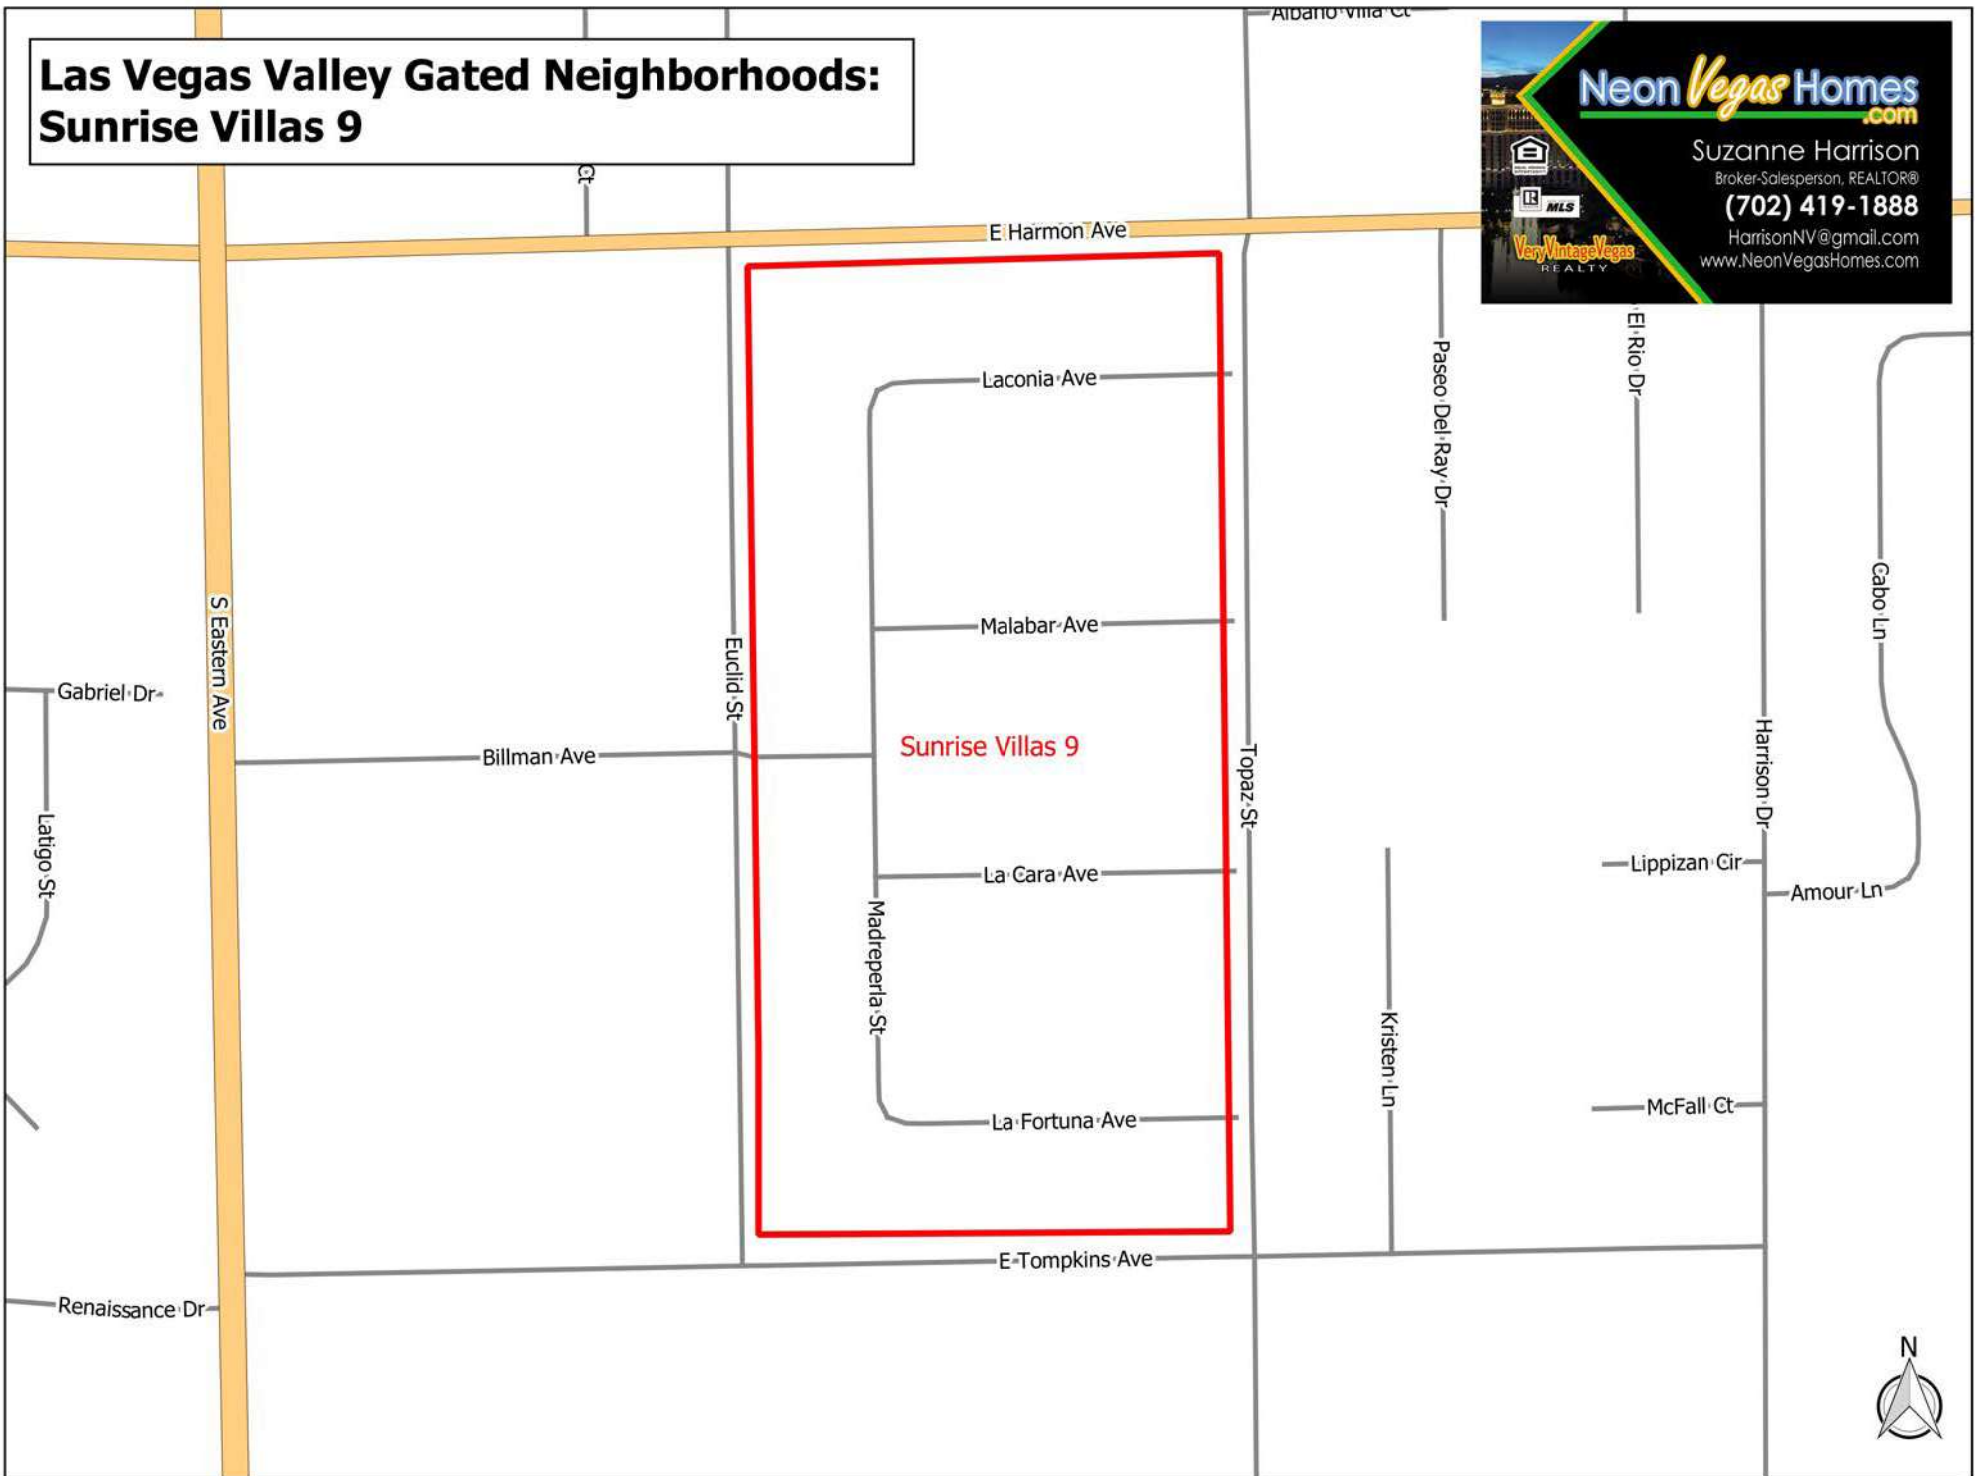 Albano Villa Ct
Las Vegas Valley Gated Neighborhoods:
Sunrise Villas 9
Neon Vegas Homes
.com
Suzanne Harrison
Broker-Salesperson, REALTOR®
(702) 419-1888
HarrisonNV@gmail.com
www.NeonVegasHomes.com
MLS
VeryVintageVegas
REALTY
Ct
E Harmon Ave
El Rio Dr
Paseo Del Ray Dr
Laconia Ave
Cabo Ln
S Eastern Ave
Malabar Ave
Euclid St
Gabriel Dr
Billman Ave
Sunrise Villas 9
Topaz St
Harrison Dr
Latigo St
La Cara Ave
Lippizan Cir
Amour Ln
Madreperla St
Kristen Ln
La Fortuna Ave
McFall Ct
E Tompkins Ave
Renaissance Dr
N